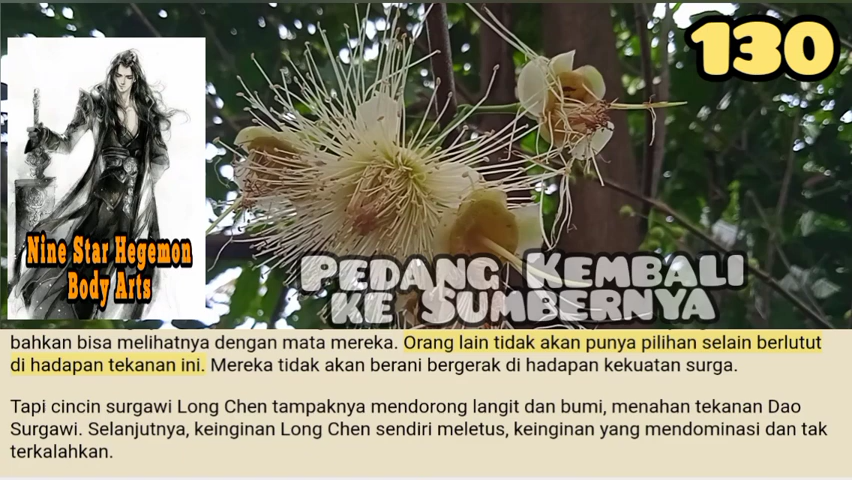 130
Nine Star Hegemon
Body Arts
PEDANG KEMBALI
KE SUMBERNYA
bahkan bisa melihatnya dengan mata mereka. Orang lain tidak akan punya pilihan selain berlutut
di hadapan tekanan ini. Mereka tidak akan berani bergerak di hadapan kekuatan surga.
Tapi cincin surgawi Long Chen tampaknya mendorong langit dan bumi, menahan tekanan Dao
Surgawi. Selanjutnya, keinginan Long Chen sendiri meletus, keinginan yang mendominasi dan tak
terkalahkan.